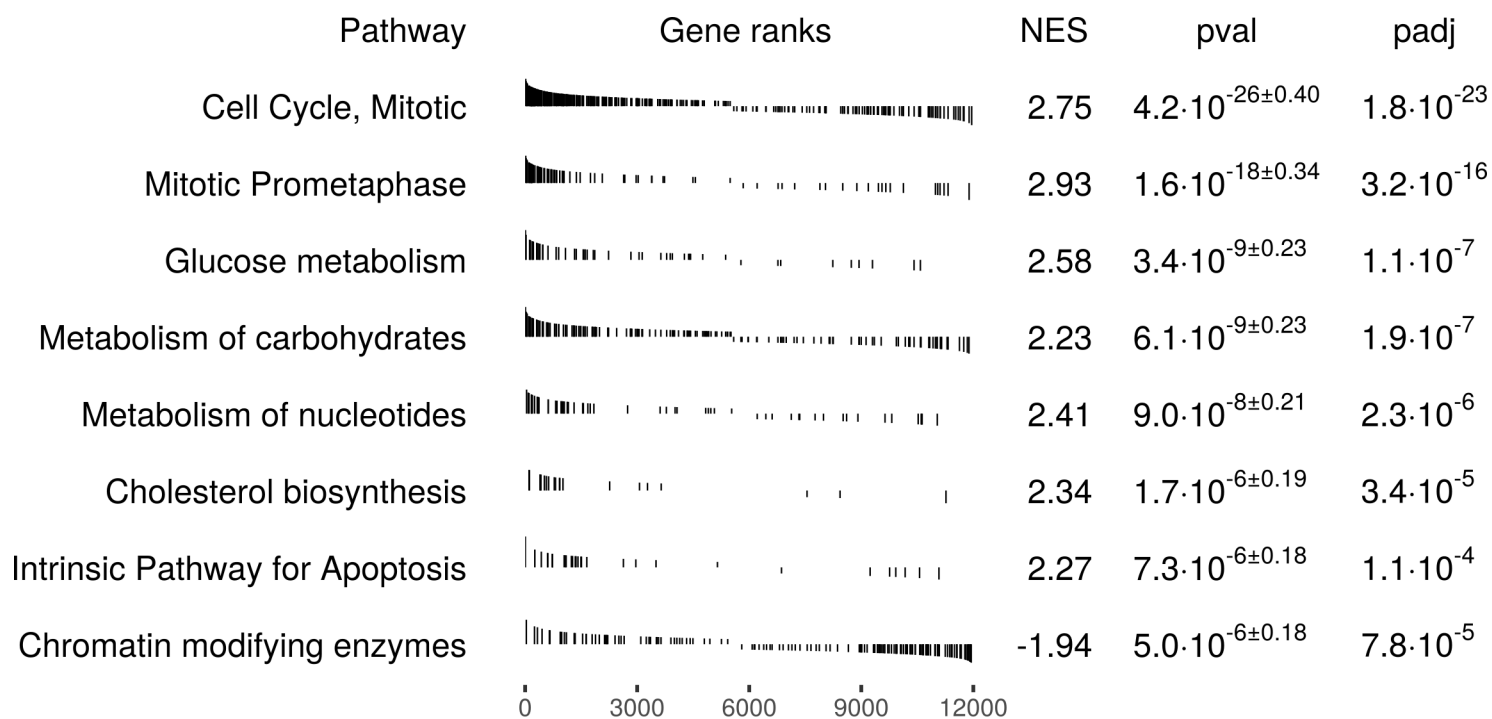 Pathway Gene ranks NES pval padj
Cell Cycle, Mitotic 2.75 4.2·10^-26±0.40 1.8·10^-23
Mitotic Prometaphase 2.93 1.6·10^-18±0.34 3.2·10^-16
Glucose metabolism 2.58 3.4·10^-9±0.23 1.1·10^-7
Metabolism of carbohydrates 2.23 6.1·10^-9±0.23 1.9·10^-7
Metabolism of nucleotides 2.41 9.0·10^-8±0.21 2.3·10^-6
Cholesterol biosynthesis 2.34 1.7·10^-6±0.19 3.4·10^-5
Intrinsic Pathway for Apoptosis 2.27 7.3·10^-6±0.18 1.1·10^-4
Chromatin modifying enzymes -1.94 5.0·10^-6±0.18 7.8·10^-5
0 3000 6000 9000 12000